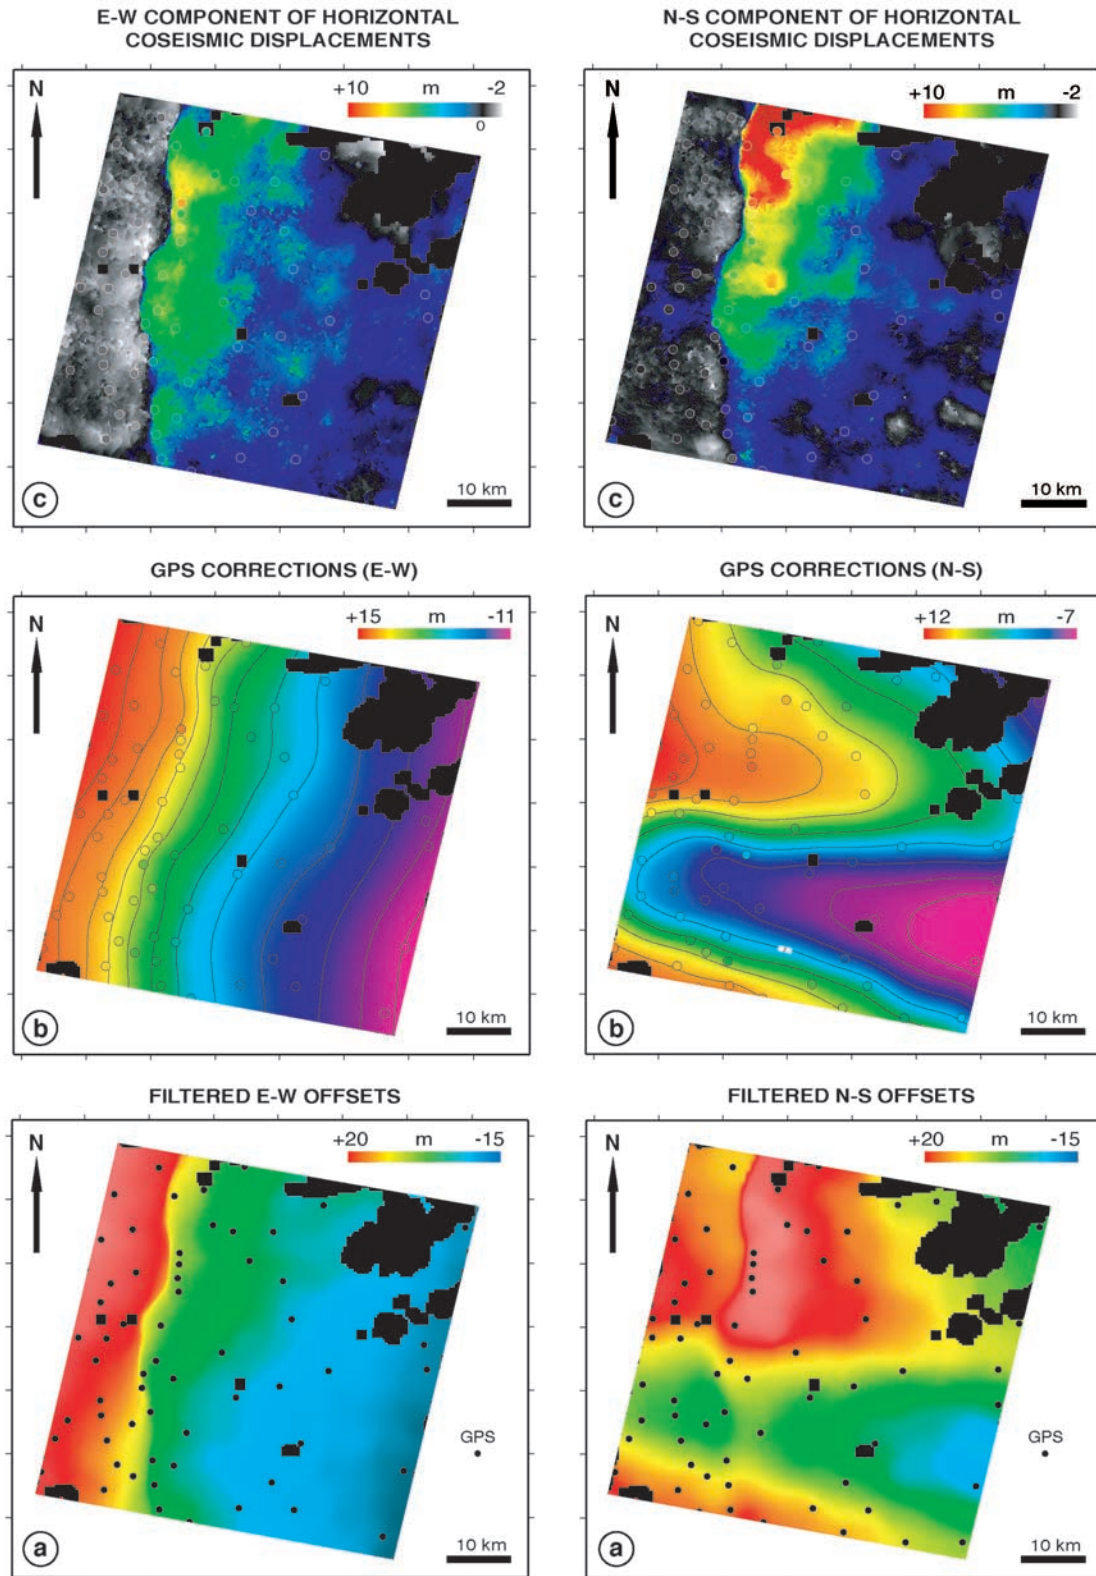 E-W COMPONENT OF HORIZONTAL
COSEISMIC DISPLACEMENTS
N
+10 m -2
0
c
10 km
N-S COMPONENT OF HORIZONTAL
COSEISMIC DISPLACEMENTS
N
+10 m -2
c
10 km
GPS CORRECTIONS (E-W)
N
+15 m -11
b
10 km
GPS CORRECTIONS (N-S)
N
+12 m -7
b
10 km
FILTERED E-W OFFSETS
N
+20 m -15
GPS
a
10 km
FILTERED N-S OFFSETS
N
+20 m -15
GPS
a
10 km